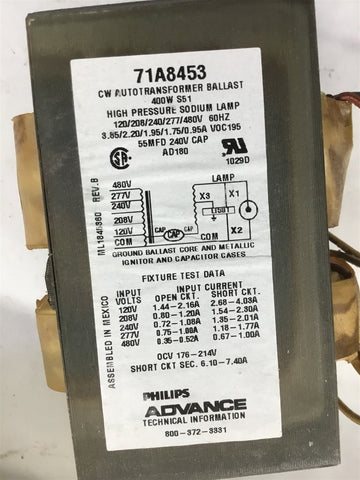 71A8453
CW AUTOTRANSFORMER BALLAST
400W S51
HIGH PRESSURE SODIUM LAMP
120/208/240/277/480V 60HZ
3.85/2.20/1.95/1.75/0.95A VOC195
55MFD 240V CAP
AD180
1029D
LAMP
480V
277V
240V
208V
120V
COM
X3
X1
X2
CAP
CAP
COM
REV.B
GROUND BALLAST CORE AND METALLIC
IGNITOR AND CAPACITOR CASES
FIXTURE TEST DATA
INPUT INPUT CURRENT
VOLTS OPEN CKT. SHORT CKT.
120V 1.44-2.16A 2.68-4.03A
208V 0.80-1.20A 1.54-2.30A
240V 0.72-1.08A 1.35-2.01A
277V 0.75-1.00A 1.18-1.77A
480V 0.35-0.52A 0.67-1.00A
OCV 176-214V
SHORT CKT SEC. 6.10-7.40A
ASSEMBLED IN MEXICO
PHILIPS
ADVANCE
TECHNICAL INFORMATION
800-372-3331